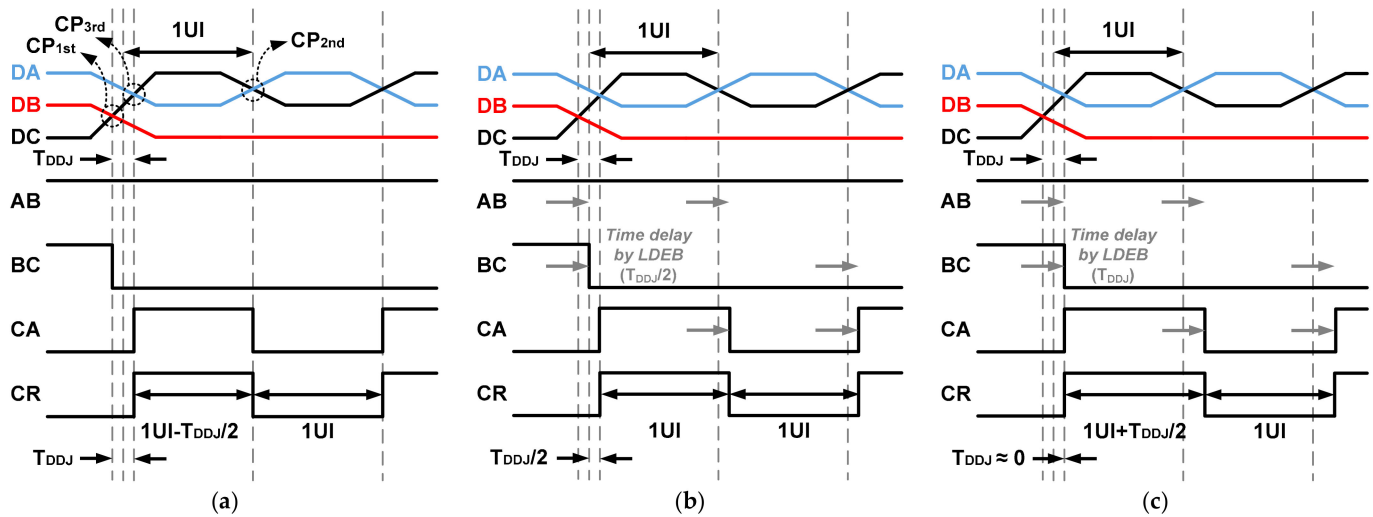 CP3rd
CP1st
1UI
CP2nd
DA
DB
DC
TDDJ
AB
BC
CA
CR
1UI-TDDJ/2
1UI
TDDJ
(a)
1UI
DA
DB
DC
TDDJ
AB
Time delay
by LDEB
(TDDJ/2)
BC
CA
CR
1UI
1UI
TDDJ/2
(b)
1UI
DA
DB
DC
TDDJ
AB
Time delay
by LDEB
(TDDJ)
BC
CA
CR
1UI+TDDJ/2
1UI
TDDJ ≈ 0
(c)